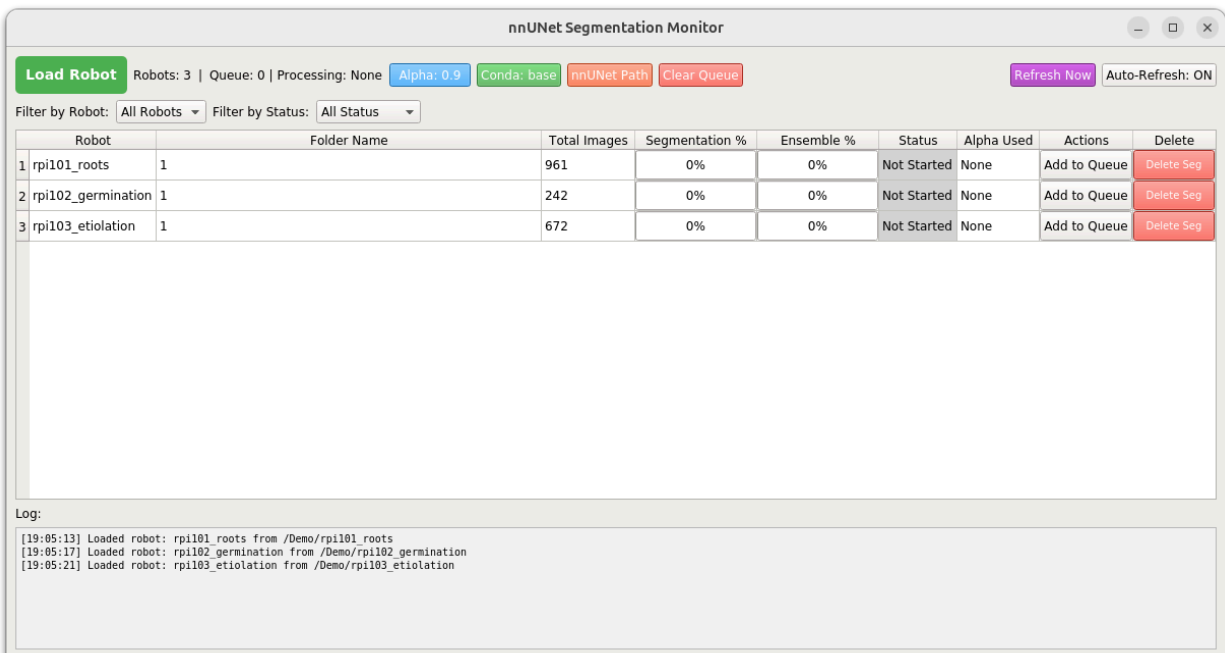 nnUNet Segmentation Monitor
Load Robot Robots: 3 | Queue: 0 | Processing: None Alpha: 0.9 Conda: base nnUNet Path Clear Queue Refresh Now Auto-Refresh: ON
Filter by Robot: All Robots Filter by Status: All Status
Robot Folder Name Total Images Segmentation % Ensemble % Status Alpha Used Actions Delete
1 rpi101_roots 1 961 0% 0% Not Started None Add to Queue Delete Seg
2 rpi102_germination 1 242 0% 0% Not Started None Add to Queue Delete Seg
3 rpi103_etiolation 1 672 0% 0% Not Started None Add to Queue Delete Seg
Log:
[19:05:13] Loaded robot: rpi101_roots from /Demo/rpi101_roots
[19:05:17] Loaded robot: rpi102_germination from /Demo/rpi102_germination
[19:05:21] Loaded robot: rpi103_etiolation from /Demo/rpi103_etiolation